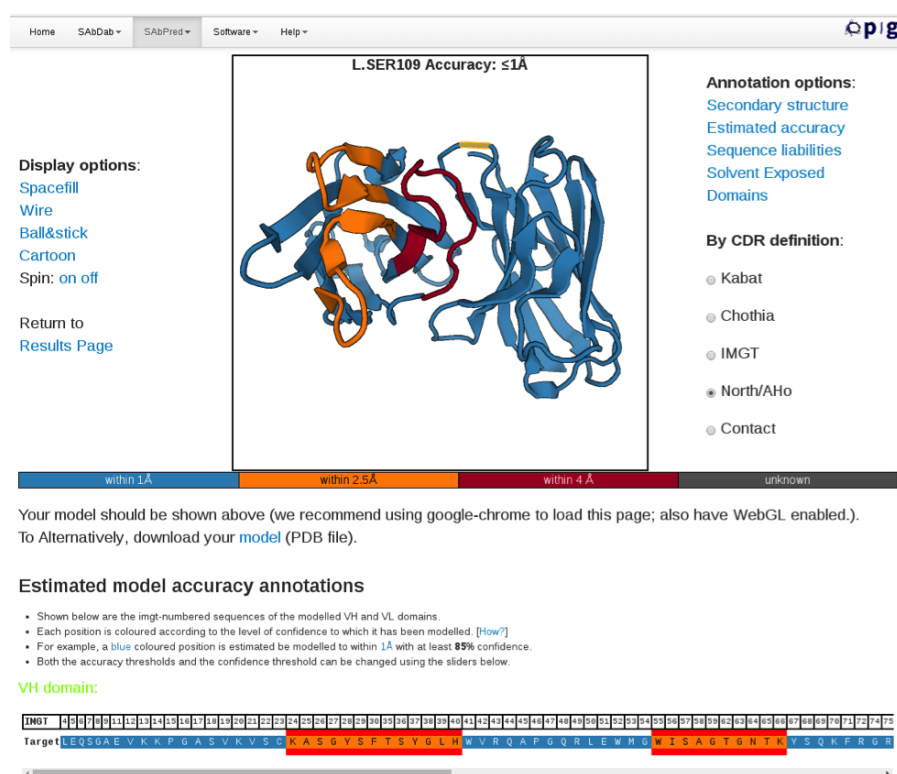 Home SAbDab SAbPred Software Help opig
L.SER109 Accuracy: ≤1Å
Display options:
Spacefill
Wire
Ball&stick
Cartoon
Spin: on off
Return to
Results Page
Annotation options:
Secondary structure
Estimated accuracy
Sequence liabilities
Solvent Exposed
Domains
By CDR definition:
Kabat
Chothia
IMGT
North/AHo
Contact
within 1Å within 2.5Å within 4 Å unknown
Your model should be shown above (we recommend using google-chrome to load this page; also have WebGL enabled.).
To Alternatively, download your model (PDB file).
Estimated model accuracy annotations
Shown below are the imgt-numbered sequences of the modelled VH and VL domains.
Each position is coloured according to the level of confidence to which it has been modelled. [How?]
For example, a blue coloured position is estimated be modelled to within 1Å with at least 85% confidence.
Both the accuracy thresholds and the confidence threshold can be changed using the sliders below.
VH domain:
IMGT 4 5 6 7 8 9 11 12 13 14 15 16 17 18 19 20 21 22 23 24 25 26 27 28 29 30 35 36 37 38 39 40 41 42 43 44 45 46 47 48 49 50 51 52 53 54 55 56 57 58 59 62 63 64 65 66 67 68 69 70 71 72 74 75
Target L E Q S G A E V K K P G A S V K V S C K A S G Y S F T S Y G L H W V R Q A P G Q R L E W M G W I S A G T G N T K Y S Q K F R G R